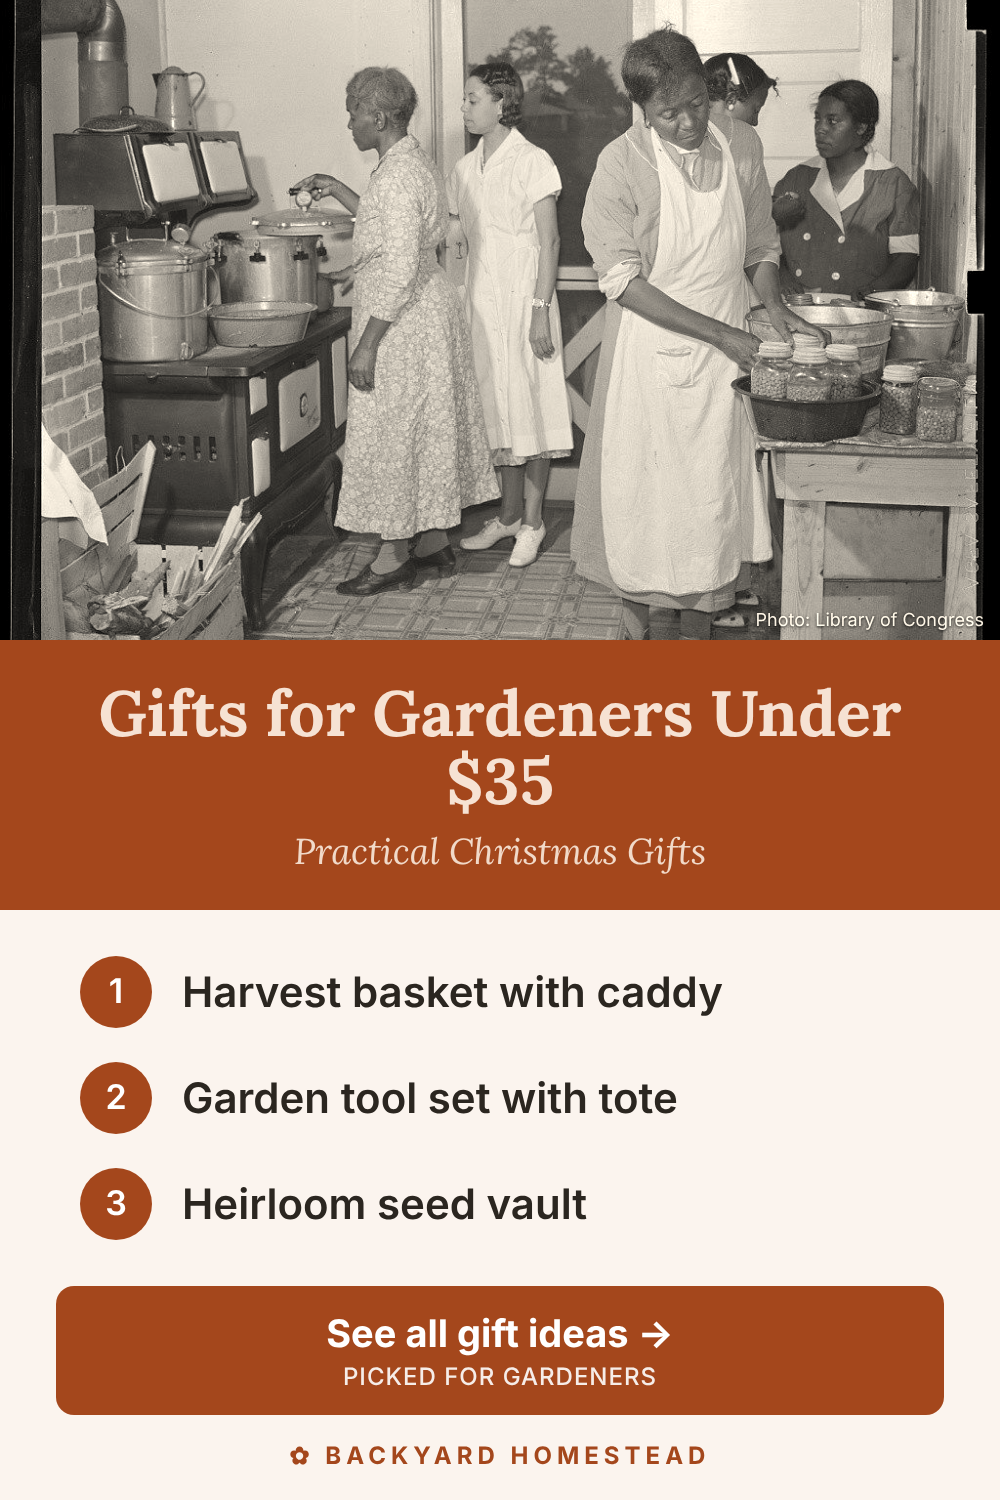 Photo: Library of Congress
Gifts for Gardeners Under
$35
Practical Christmas Gifts
1 Harvest basket with caddy
2 Garden tool set with tote
3 Heirloom seed vault
See all gift ideas →
PICKED FOR GARDENERS
✿ BACKYARD HOMESTEAD